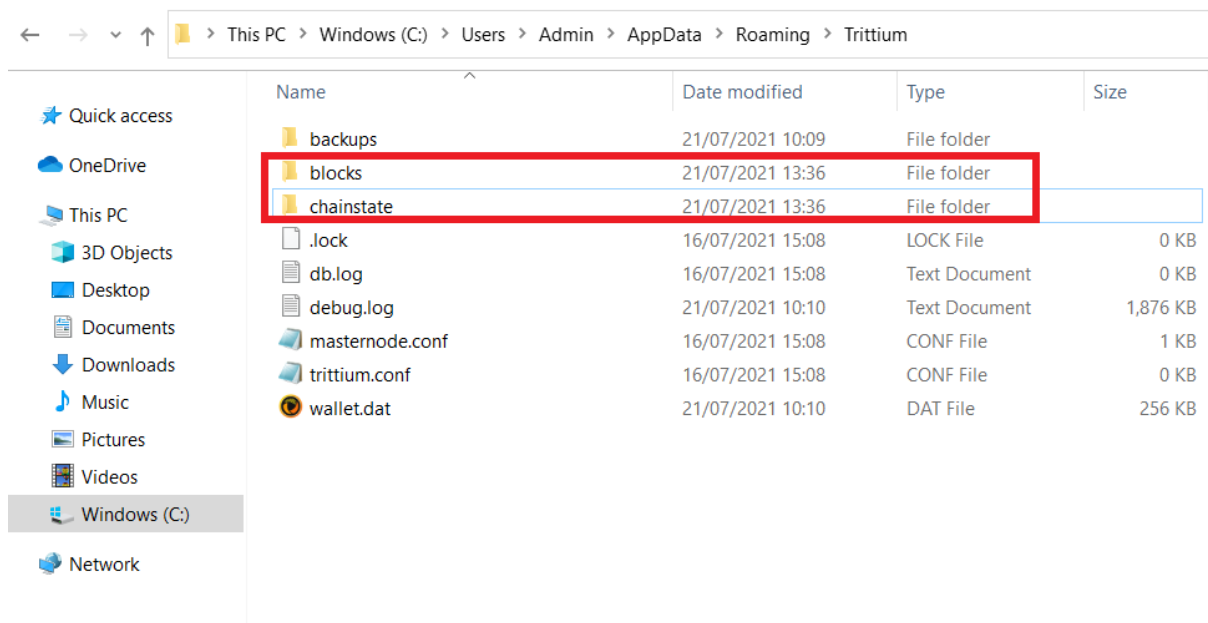 This PC > Windows (C:) > Users > Admin > AppData > Roaming > Trittium
Name Date modified Type Size
Quick access
OneDrive
This PC
3D Objects
Desktop
Documents
Downloads
Music
Pictures
Videos
Windows (C:)
Network
backups 21/07/2021 10:09 File folder
blocks 21/07/2021 13:36 File folder
chainstate 21/07/2021 13:36 File folder
.lock 16/07/2021 15:08 LOCK File 0 KB
db.log 16/07/2021 15:08 Text Document 0 KB
debug.log 21/07/2021 10:10 Text Document 1,876 KB
masternode.conf 16/07/2021 15:08 CONF File 1 KB
trittium.conf 16/07/2021 15:08 CONF File 0 KB
wallet.dat 21/07/2021 10:10 DAT File 256 KB